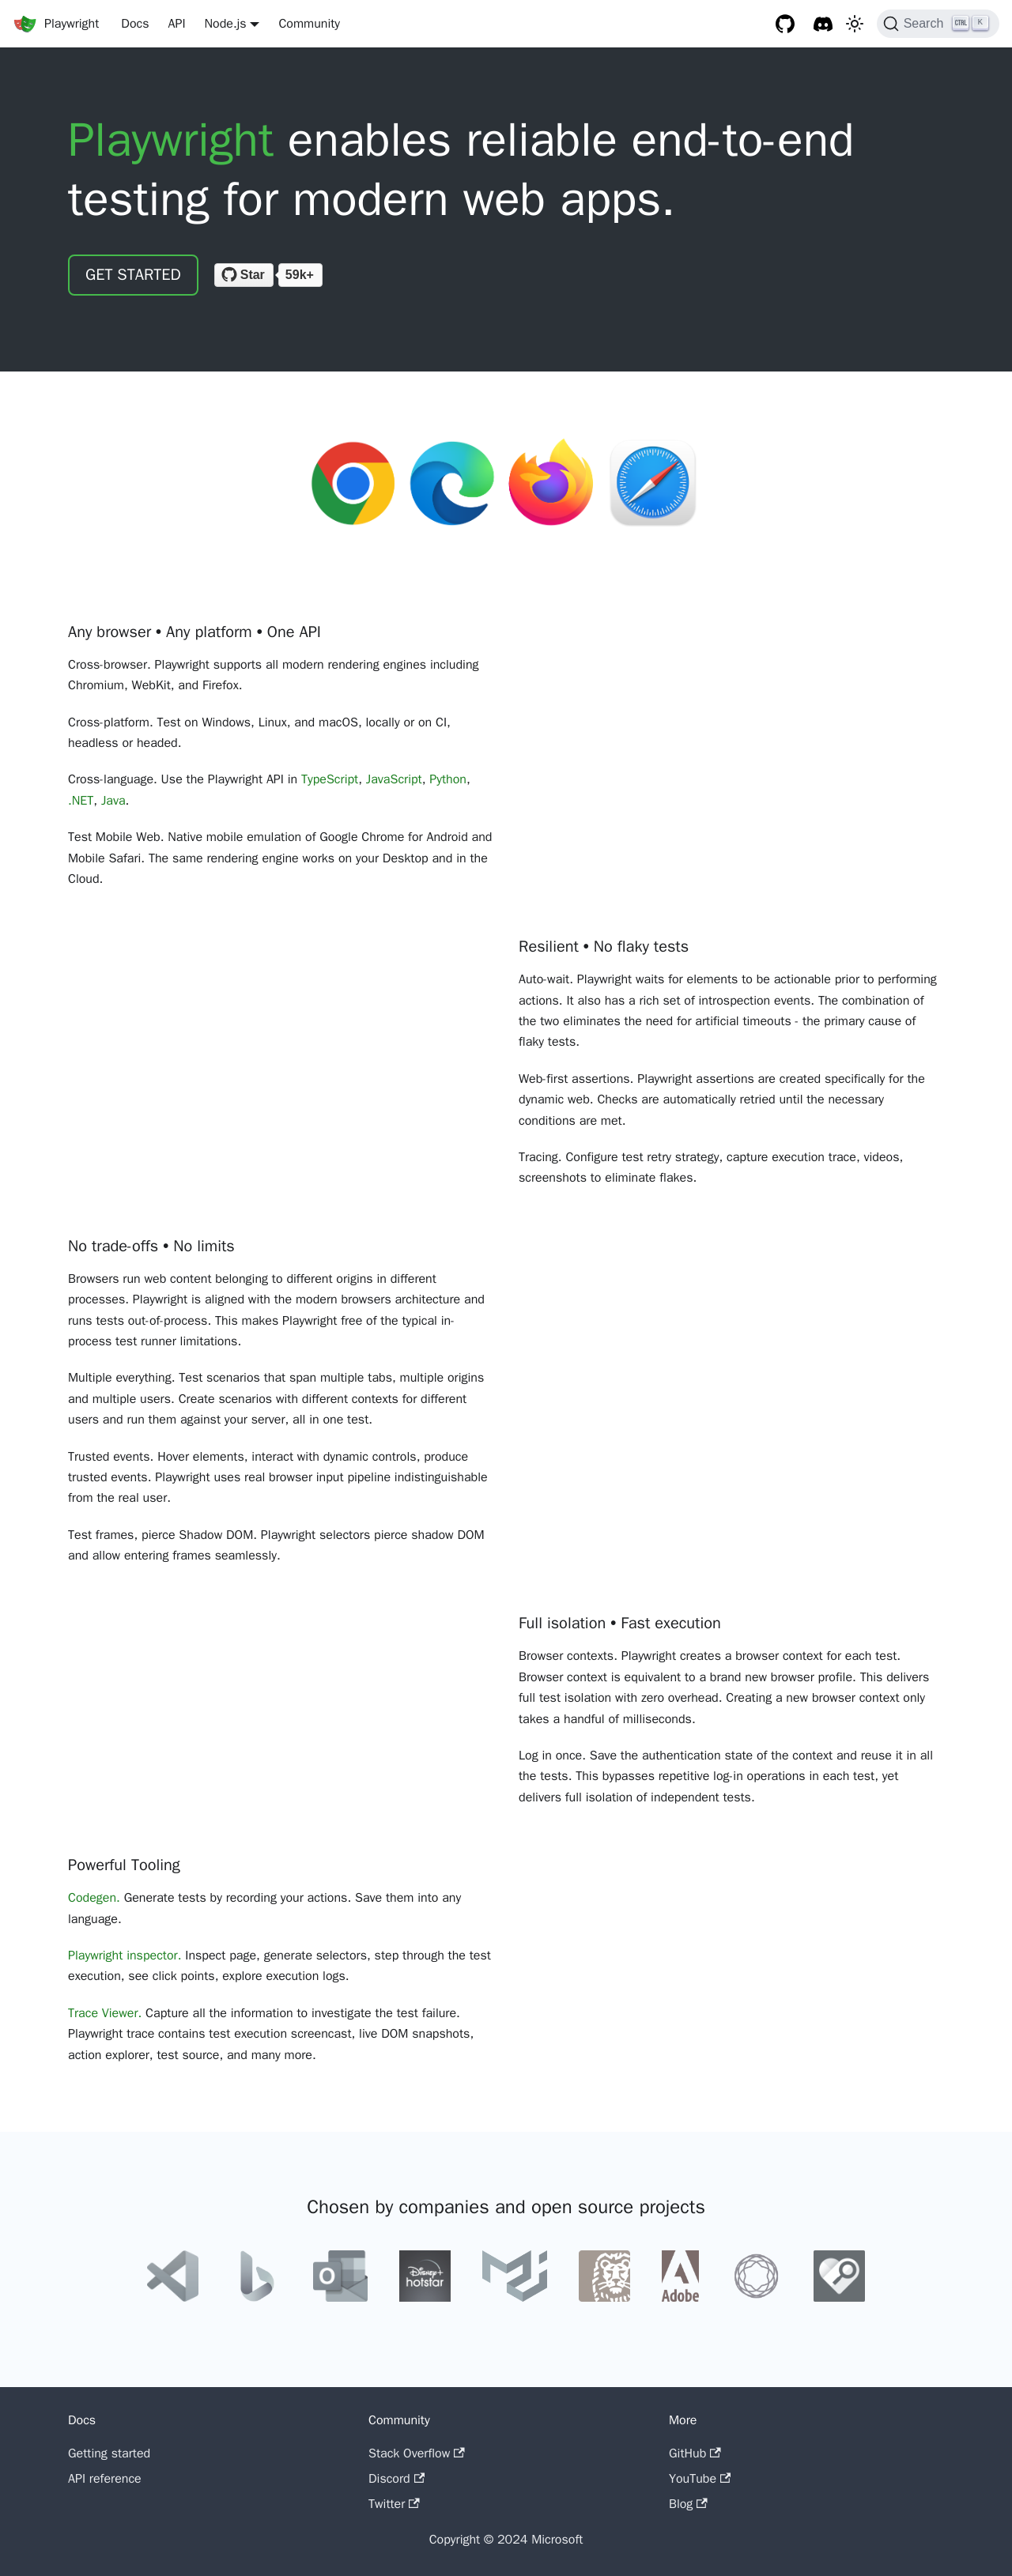 Playwright Docs API Node.js Community Search CTRL K
Playwright enables reliable end-to-end
testing for modern web apps.
GET STARTED Star 59k+
Any browser • Any platform • One API
Cross-browser. Playwright supports all modern rendering engines including
Chromium, WebKit, and Firefox.
Cross-platform. Test on Windows, Linux, and macOS, locally or on CI,
headless or headed.
Cross-language. Use the Playwright API in TypeScript, JavaScript, Python,
.NET, Java.
Test Mobile Web. Native mobile emulation of Google Chrome for Android and
Mobile Safari. The same rendering engine works on your Desktop and in the
Cloud.
Resilient • No flaky tests
Auto-wait. Playwright waits for elements to be actionable prior to performing
actions. It also has a rich set of introspection events. The combination of
the two eliminates the need for artificial timeouts - the primary cause of
flaky tests.
Web-first assertions. Playwright assertions are created specifically for the
dynamic web. Checks are automatically retried until the necessary
conditions are met.
Tracing. Configure test retry strategy, capture execution trace, videos,
screenshots to eliminate flakes.
No trade-offs • No limits
Browsers run web content belonging to different origins in different
processes. Playwright is aligned with the modern browsers architecture and
runs tests out-of-process. This makes Playwright free of the typical in-
process test runner limitations.
Multiple everything. Test scenarios that span multiple tabs, multiple origins
and multiple users. Create scenarios with different contexts for different
users and run them against your server, all in one test.
Trusted events. Hover elements, interact with dynamic controls, produce
trusted events. Playwright uses real browser input pipeline indistinguishable
from the real user.
Test frames, pierce Shadow DOM. Playwright selectors pierce shadow DOM
and allow entering frames seamlessly.
Full isolation • Fast execution
Browser contexts. Playwright creates a browser context for each test.
Browser context is equivalent to a brand new browser profile. This delivers
full test isolation with zero overhead. Creating a new browser context only
takes a handful of milliseconds.
Log in once. Save the authentication state of the context and reuse it in all
the tests. This bypasses repetitive log-in operations in each test, yet
delivers full isolation of independent tests.
Powerful Tooling
Codegen. Generate tests by recording your actions. Save them into any
language.
Playwright inspector. Inspect page, generate selectors, step through the test
execution, see click points, explore execution logs.
Trace Viewer. Capture all the information to investigate the test failure.
Playwright trace contains test execution screencast, live DOM snapshots,
action explorer, test source, and many more.
Chosen by companies and open source projects
O
Disney+
hotstar
Adobe
Docs
Getting started
API reference
Community
Stack Overflow
Discord
Twitter
More
GitHub
YouTube
Blog
Copyright © 2024 Microsoft